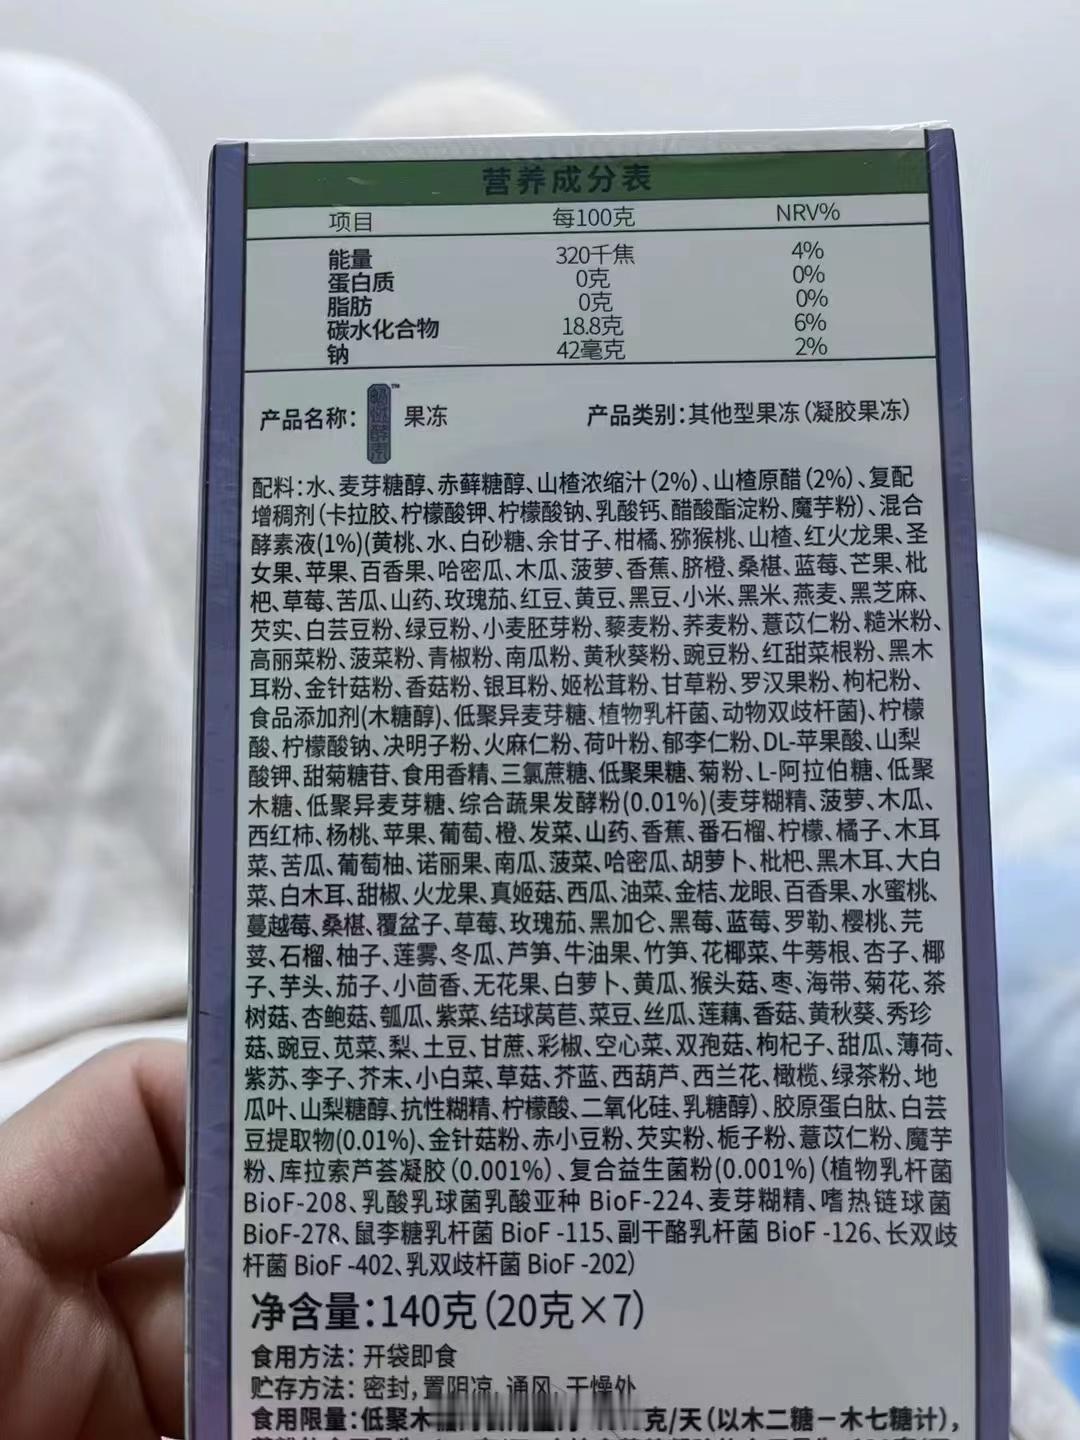 营养成分表
项目 每100克 NRV%
能量 320千焦 4%
蛋白质 0克 0%
脂肪 0克 0%
碳水化合物 18.8克 6%
钠 42毫克 2%
产品名称: ™ 果冻 产品类别:其他型果冻(凝胶果冻)
配料:水、麦芽糖醇、赤藓糖醇、山楂浓缩汁(2%)、山楂原醋(2%)、复配
增稠剂(卡拉胶、柠檬酸钾、柠檬酸钠、乳酸钙、醋酸酯淀粉、魔芋粉)、混合
酵素液(1%)(黄桃、水、白砂糖、余甘子、柑橘、猕猴桃、山楂、红火龙果、圣
女果、苹果、百香果、哈密瓜、木瓜、菠萝、香蕉、脐橙、桑椹、蓝莓、芒果、枇
杷、草莓、苦瓜、山药、玫瑰茄、红豆、黄豆、黑豆、小米、黑米、燕麦、黑芝麻、
芡实、白芸豆粉、绿豆粉、小麦胚芽粉、藜麦粉、荞麦粉、薏苡仁粉、糙米粉、
高丽菜粉、菠菜粉、青椒粉、南瓜粉、黄秋葵粉、豌豆粉、红甜菜根粉、黑木
耳粉、金针菇粉、香菇粉、银耳粉、姬松茸粉、甘草粉、罗汉果粉、枸杞粉、
食品添加剂(木糖醇)、低聚异麦芽糖、植物乳杆菌、动物双歧杆菌)、柠檬
酸、柠檬酸钠、决明子粉、火麻仁粉、荷叶粉、郁李仁粉、DL-苹果酸、山梨
酸钾、甜菊糖苷、食用香精、三氯蔗糖、低聚果糖、菊粉、L-阿拉伯糖、低聚
木糖、低聚异麦芽糖、综合蔬果发酵粉(0.01%)(麦芽糊精、菠萝、木瓜、
西红柿、杨桃、苹果、葡萄、橙、发菜、山药、香蕉、番石榴、柠檬、橘子、木耳
菜、苦瓜、葡萄柚、诺丽果、南瓜、菠菜、哈密瓜、胡萝卜、枇杷、黑木耳、大白
菜、白木耳、甜椒、火龙果、真姬菇、西瓜、油菜、金桔、龙眼、百香果、水蜜桃、
蔓越莓、桑椹、覆盆子、草莓、玫瑰茄、黑加仑、黑莓、蓝莓、罗勒、樱桃、芫
荽、石榴、柚子、莲雾、冬瓜、芦笋、牛油果、竹笋、花椰菜、牛蒡根、杏子、椰
子、芋头、茄子、小茴香、无花果、白萝卜、黄瓜、猴头菇、枣、海带、菊花、茶
树菇、杏鲍菇、瓠瓜、紫菜、结球莴苣、菜豆、丝瓜、莲藕、香菇、黄秋葵、秀珍
菇、豌豆、苋菜、梨、土豆、甘蔗、彩椒、空心菜、双孢菇、枸杞子、甜瓜、薄荷、
紫苏、李子、芥末、小白菜、草菇、芥蓝、西葫芦、西兰花、橄榄、绿茶粉、地
瓜叶、山梨糖醇、抗性糊精、柠檬酸、二氧化硅、乳糖醇)、胶原蛋白肽、白芸
豆提取物(0.01%)、金针菇粉、赤小豆粉、芡实粉、栀子粉、薏苡仁粉、魔芋
粉、库拉索芦荟凝胶(0.001%)、复合益生菌粉(0.001%)(植物乳杆菌
BioF-208、乳酸乳球菌乳酸亚种 BioF-224、麦芽糊精、嗜热链球菌
BioF-278、鼠李糖乳杆菌 BioF -115、副干酪乳杆菌 BioF -126、长双歧
杆菌 BioF -402、乳双歧杆菌 BioF -202)
净含量:140克(20克×7)
食用方法: 开袋即食
贮存方法: 密封,置阴凉、通风、干燥处
食用限量:低聚木 克/天(以木二糖－木七糖计),